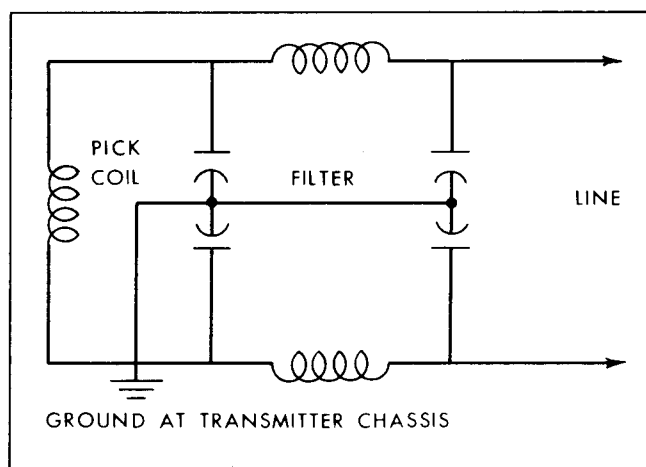 PICK
COIL
FILTER
LINE
GROUND AT TRANSMITTER CHASSIS